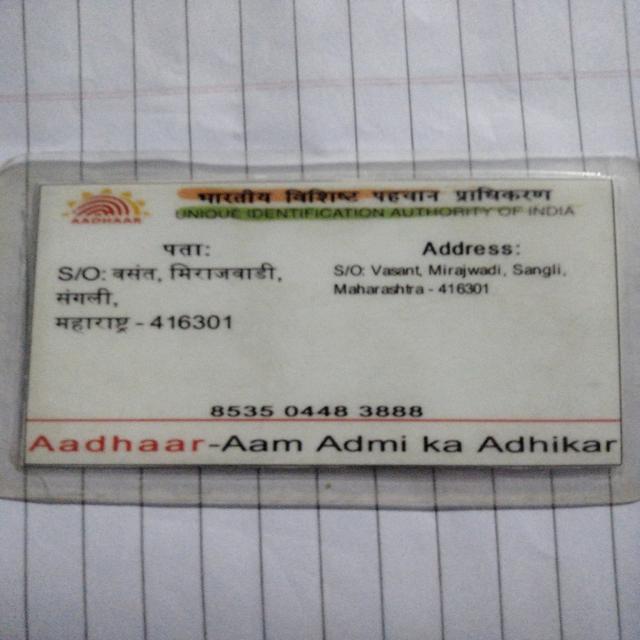 भारतीय विशिष्ट पहचान प्राधिकरण
UNIQUE IDENTIFICATION AUTHORITY OF INDIA
AADHAAR
पता:
S/O: वसंत, मिराजवाडी,
संगली,
महाराष्ट्र - 416301
Address:
S/O: Vasant, Mirajwadi, Sangli,
Maharashtra - 416301
8535 0448 3888
Aadhaar-Aam Admi ka Adhikar